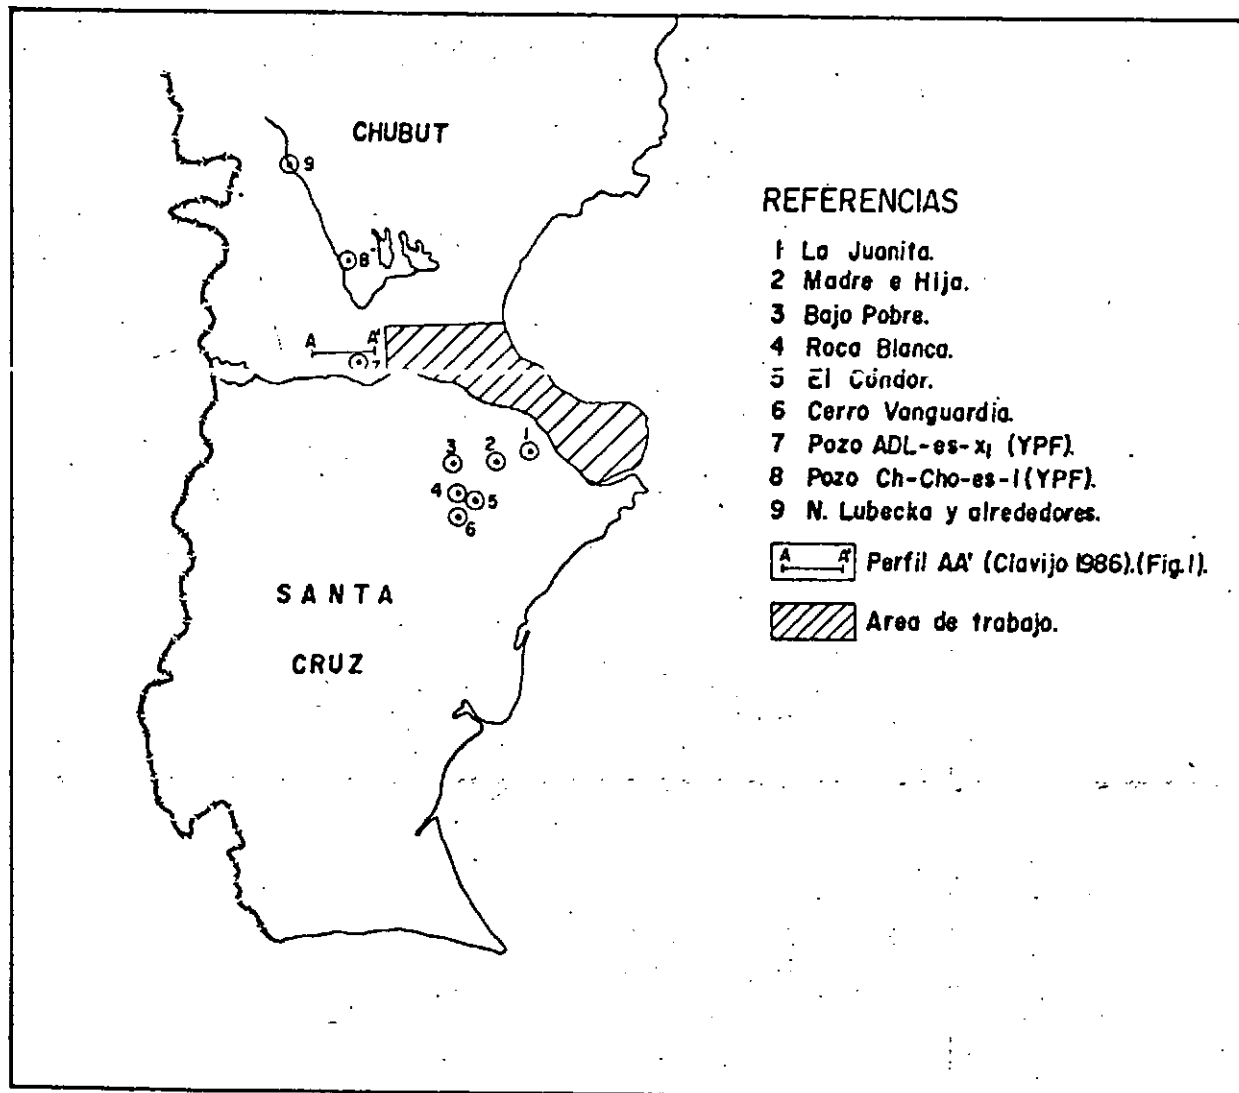 CHUBUT
9
8
A A'
7
3 2 1
4 5
6
SANTA
CRUZ
REFERENCIAS
1 La Juanita.
2 Madre e Hija.
3 Bajo Pobre.
4 Roca Blanca.
5 El Cóndor.
6 Cerro Vanguardia.
7 Pozo ADL-es-x₁ (YPF).
8 Pozo Ch-Cho-es-1 (YPF).
9 N. Lubecka y alrededores.
A A' Perfil AA' (Clavijo 1986).(Fig.1).
Area de trabajo.